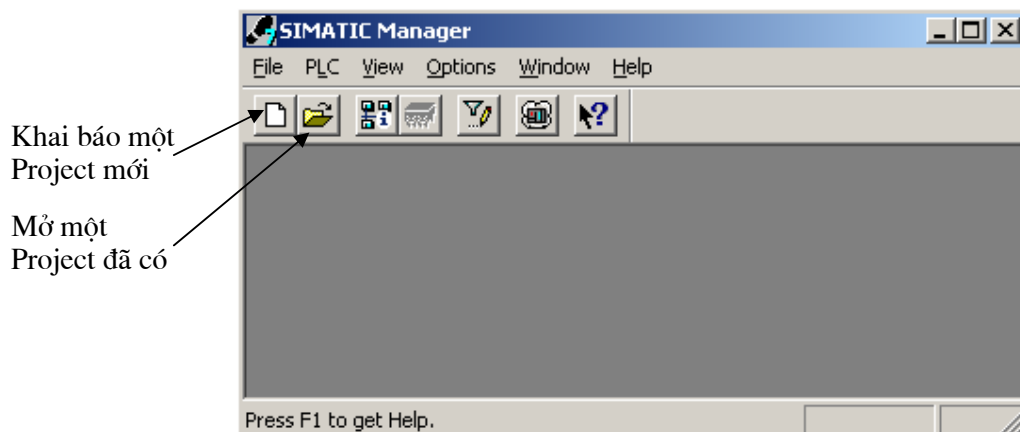 SIMATIC Manager
File PLC View Options Window Help
Khai báo một
Project mới
Mở một
Project đã có
Press F1 to get Help.